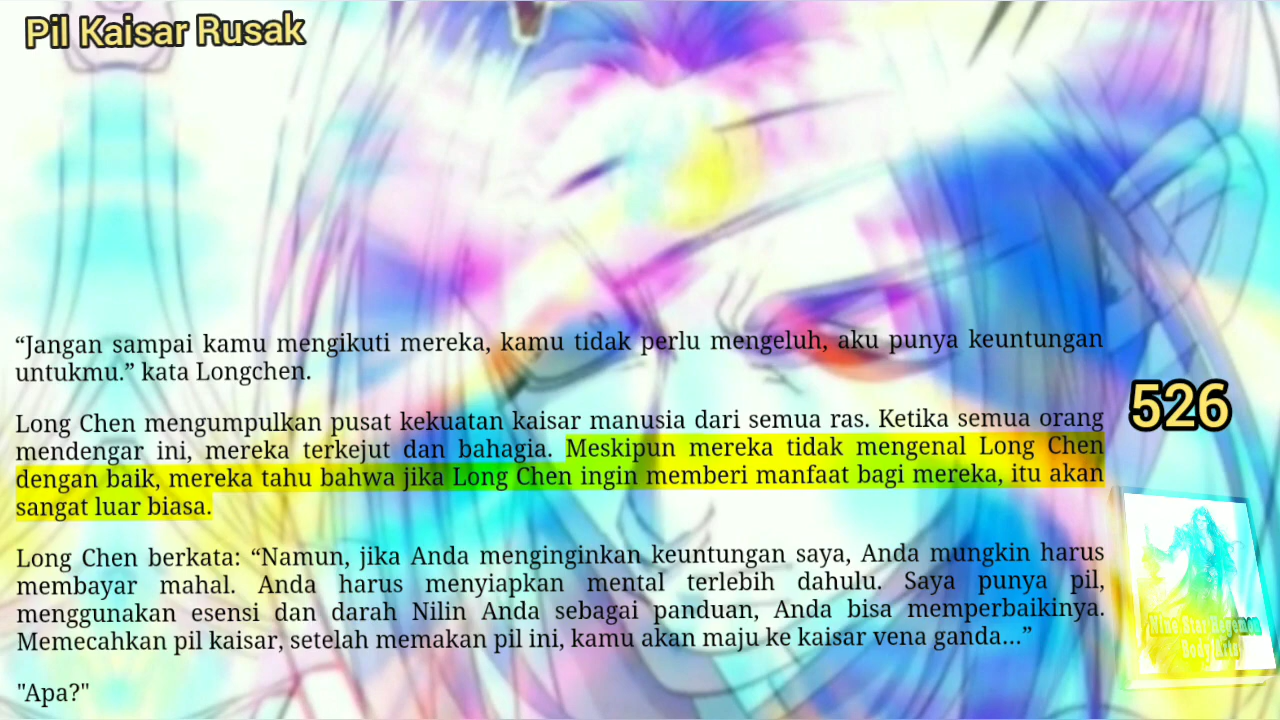 Pil Kaisar Rusak
“Jangan sampai kamu mengikuti mereka, kamu tidak perlu mengeluh, aku punya keuntungan
untukmu.” kata Longchen.
Long Chen mengumpulkan pusat kekuatan kaisar manusia dari semua ras. Ketika semua orang
mendengar ini, mereka terkejut dan bahagia. Meskipun mereka tidak mengenal Long Chen
dengan baik, mereka tahu bahwa jika Long Chen ingin memberi manfaat bagi mereka, itu akan
sangat luar biasa.
526
Long Chen berkata: “Namun, jika Anda menginginkan keuntungan saya, Anda mungkin harus
membayar mahal. Anda harus menyiapkan mental terlebih dahulu. Saya punya pil,
menggunakan esensi dan darah Nilin Anda sebagai panduan, Anda bisa memperbaikinya.
Memecahkan pil kaisar, setelah memakan pil ini, kamu akan maju ke kaisar vena ganda...”
"Apa?"
Nine Star Hegemon
Body Arts